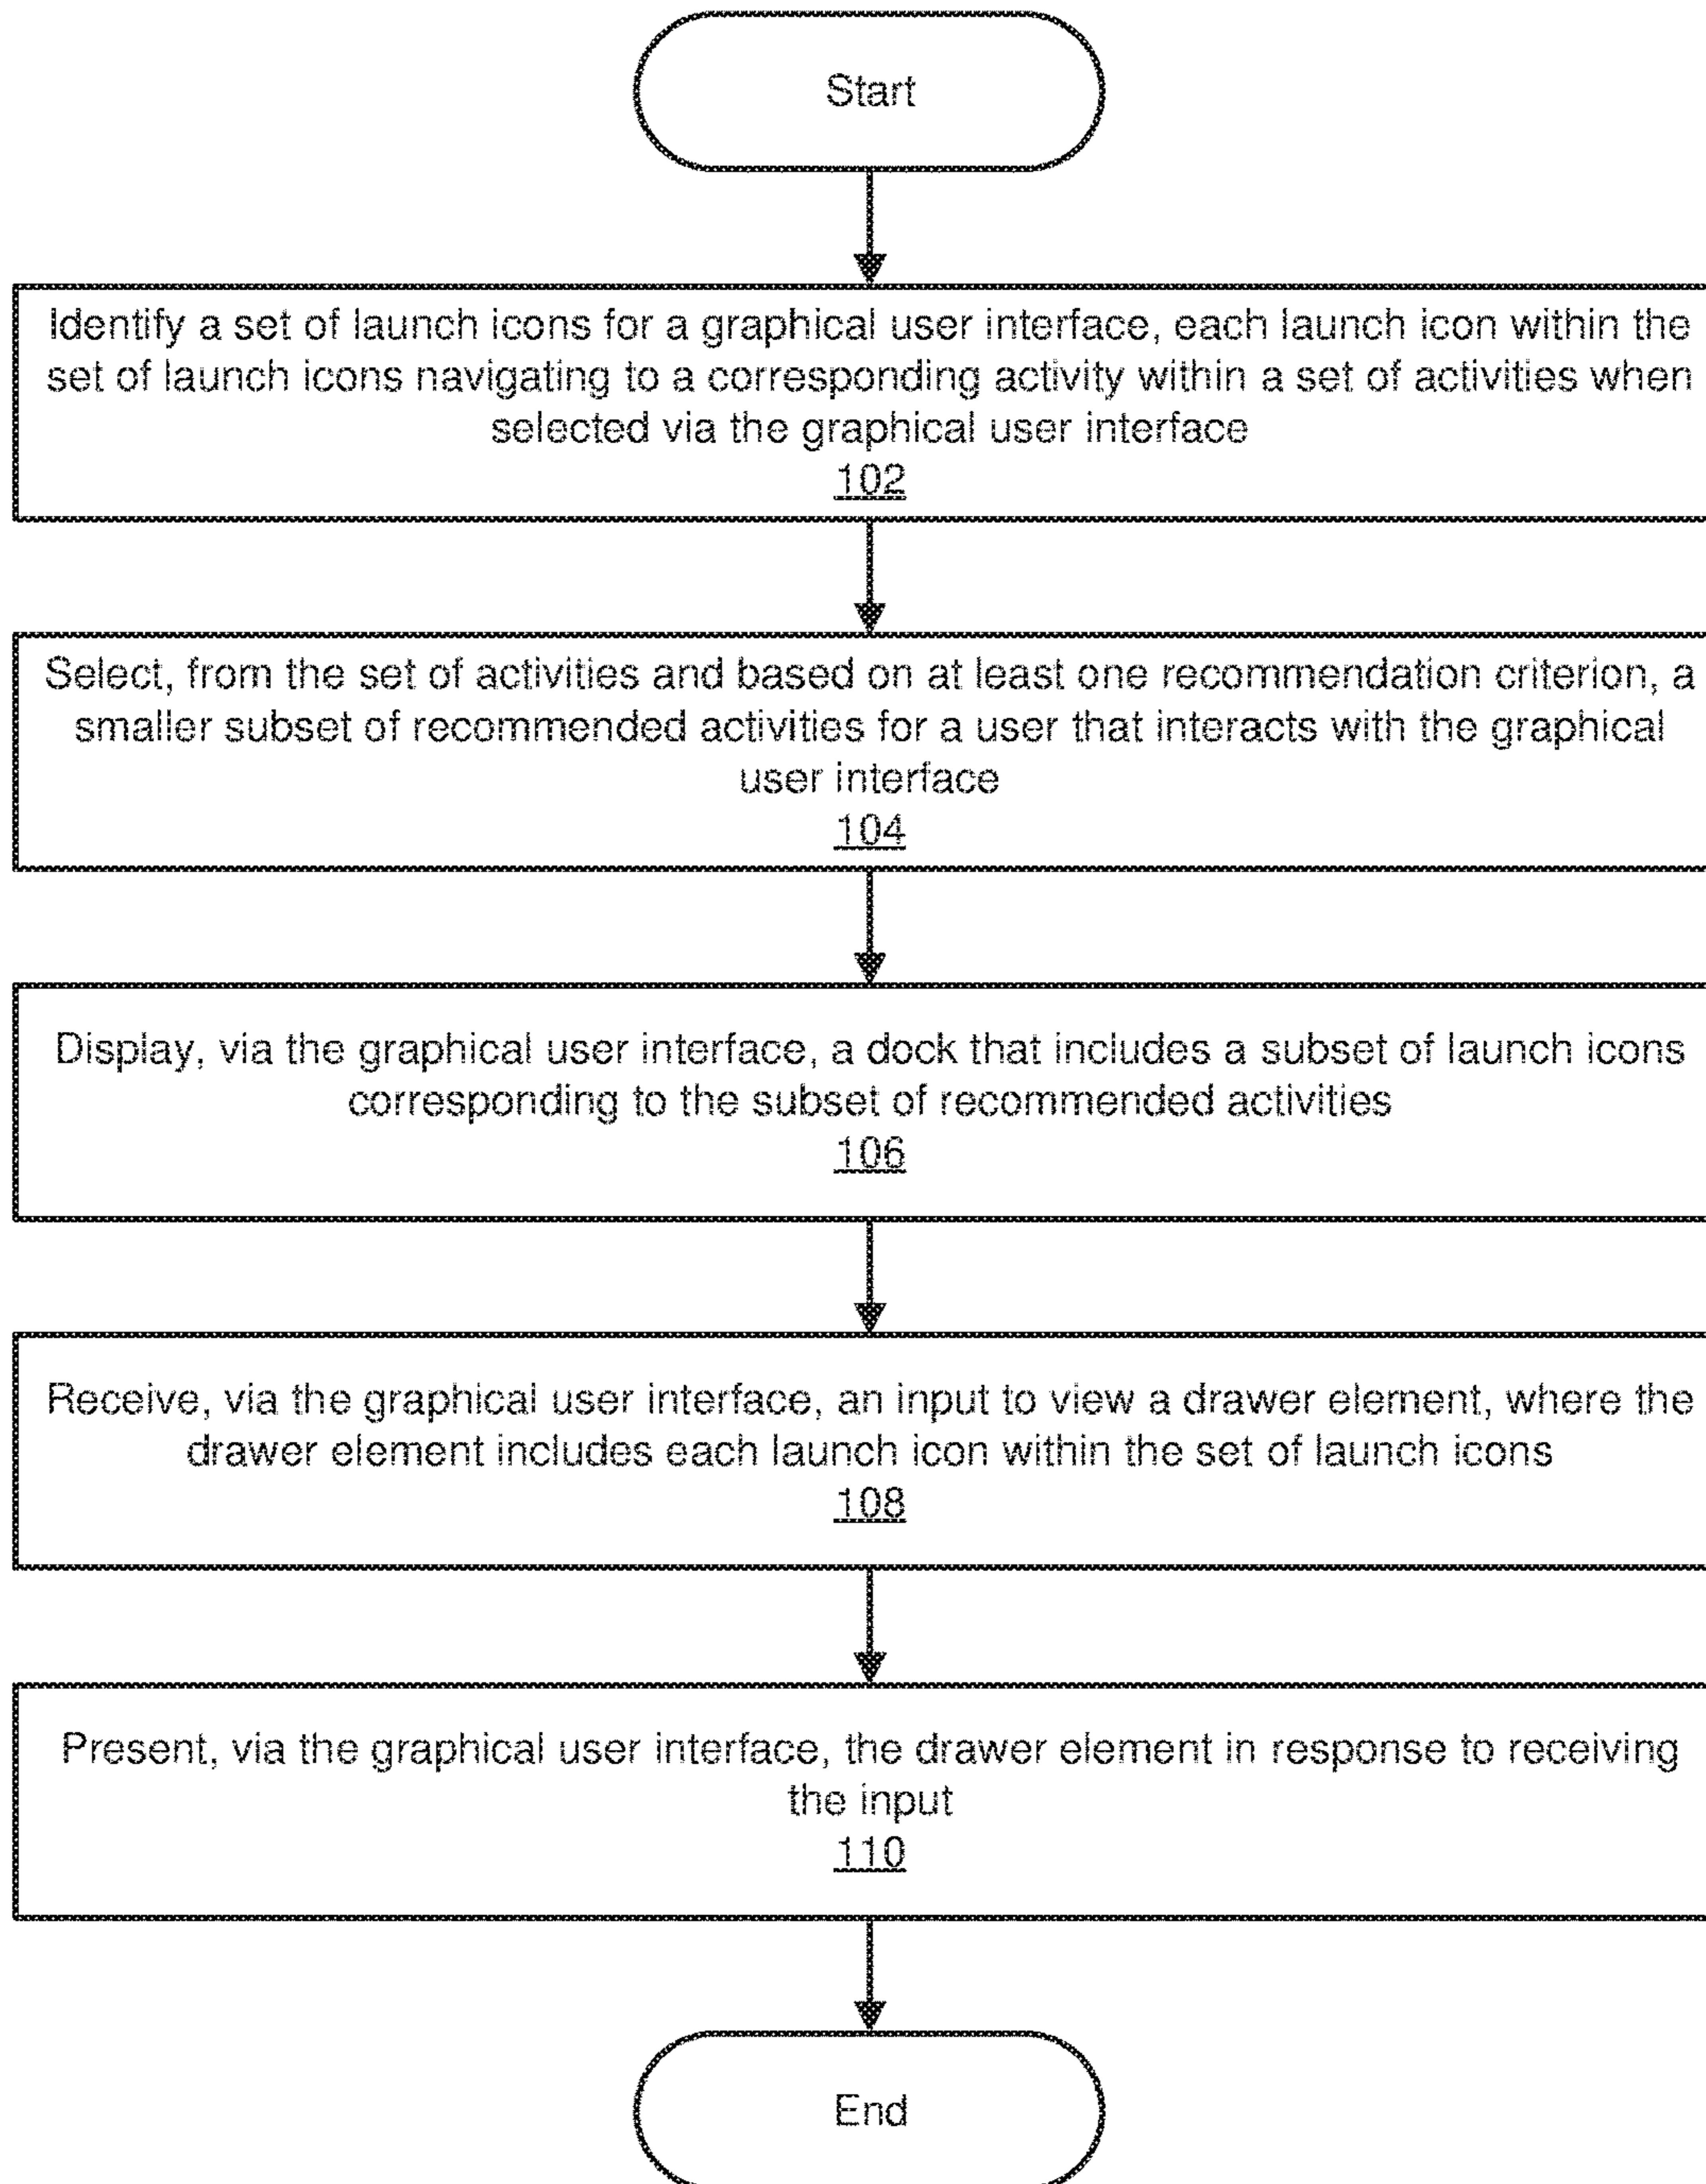 Start
Identify a set of launch icons for a graphical user interface, each launch icon within the
set of launch icons navigating to a corresponding activity within a set of activities when
selected via the graphical user interface
102
Select, from the set of activities and based on at least one recommendation criterion, a
smaller subset of recommended activities for a user that interacts with the graphical
user interface
104
Display, via the graphical user interface, a dock that includes a subset of launch icons
corresponding to the subset of recommended activities
106
Receive, via the graphical user interface, an input to view a drawer element, where the
drawer element includes each launch icon within the set of launch icons
108
Present, via the graphical user interface, the drawer element in response to receiving
the input
110
End